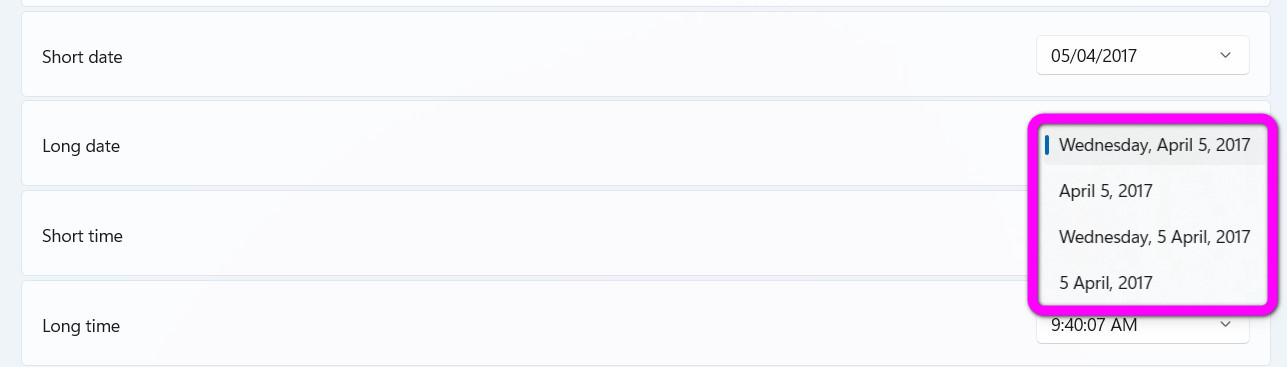 Short date
05/04/2017
Long date
Wednesday, April 5, 2017
April 5, 2017
Short time
Wednesday, 5 April, 2017
5 April, 2017
Long time
9:40:07 AM